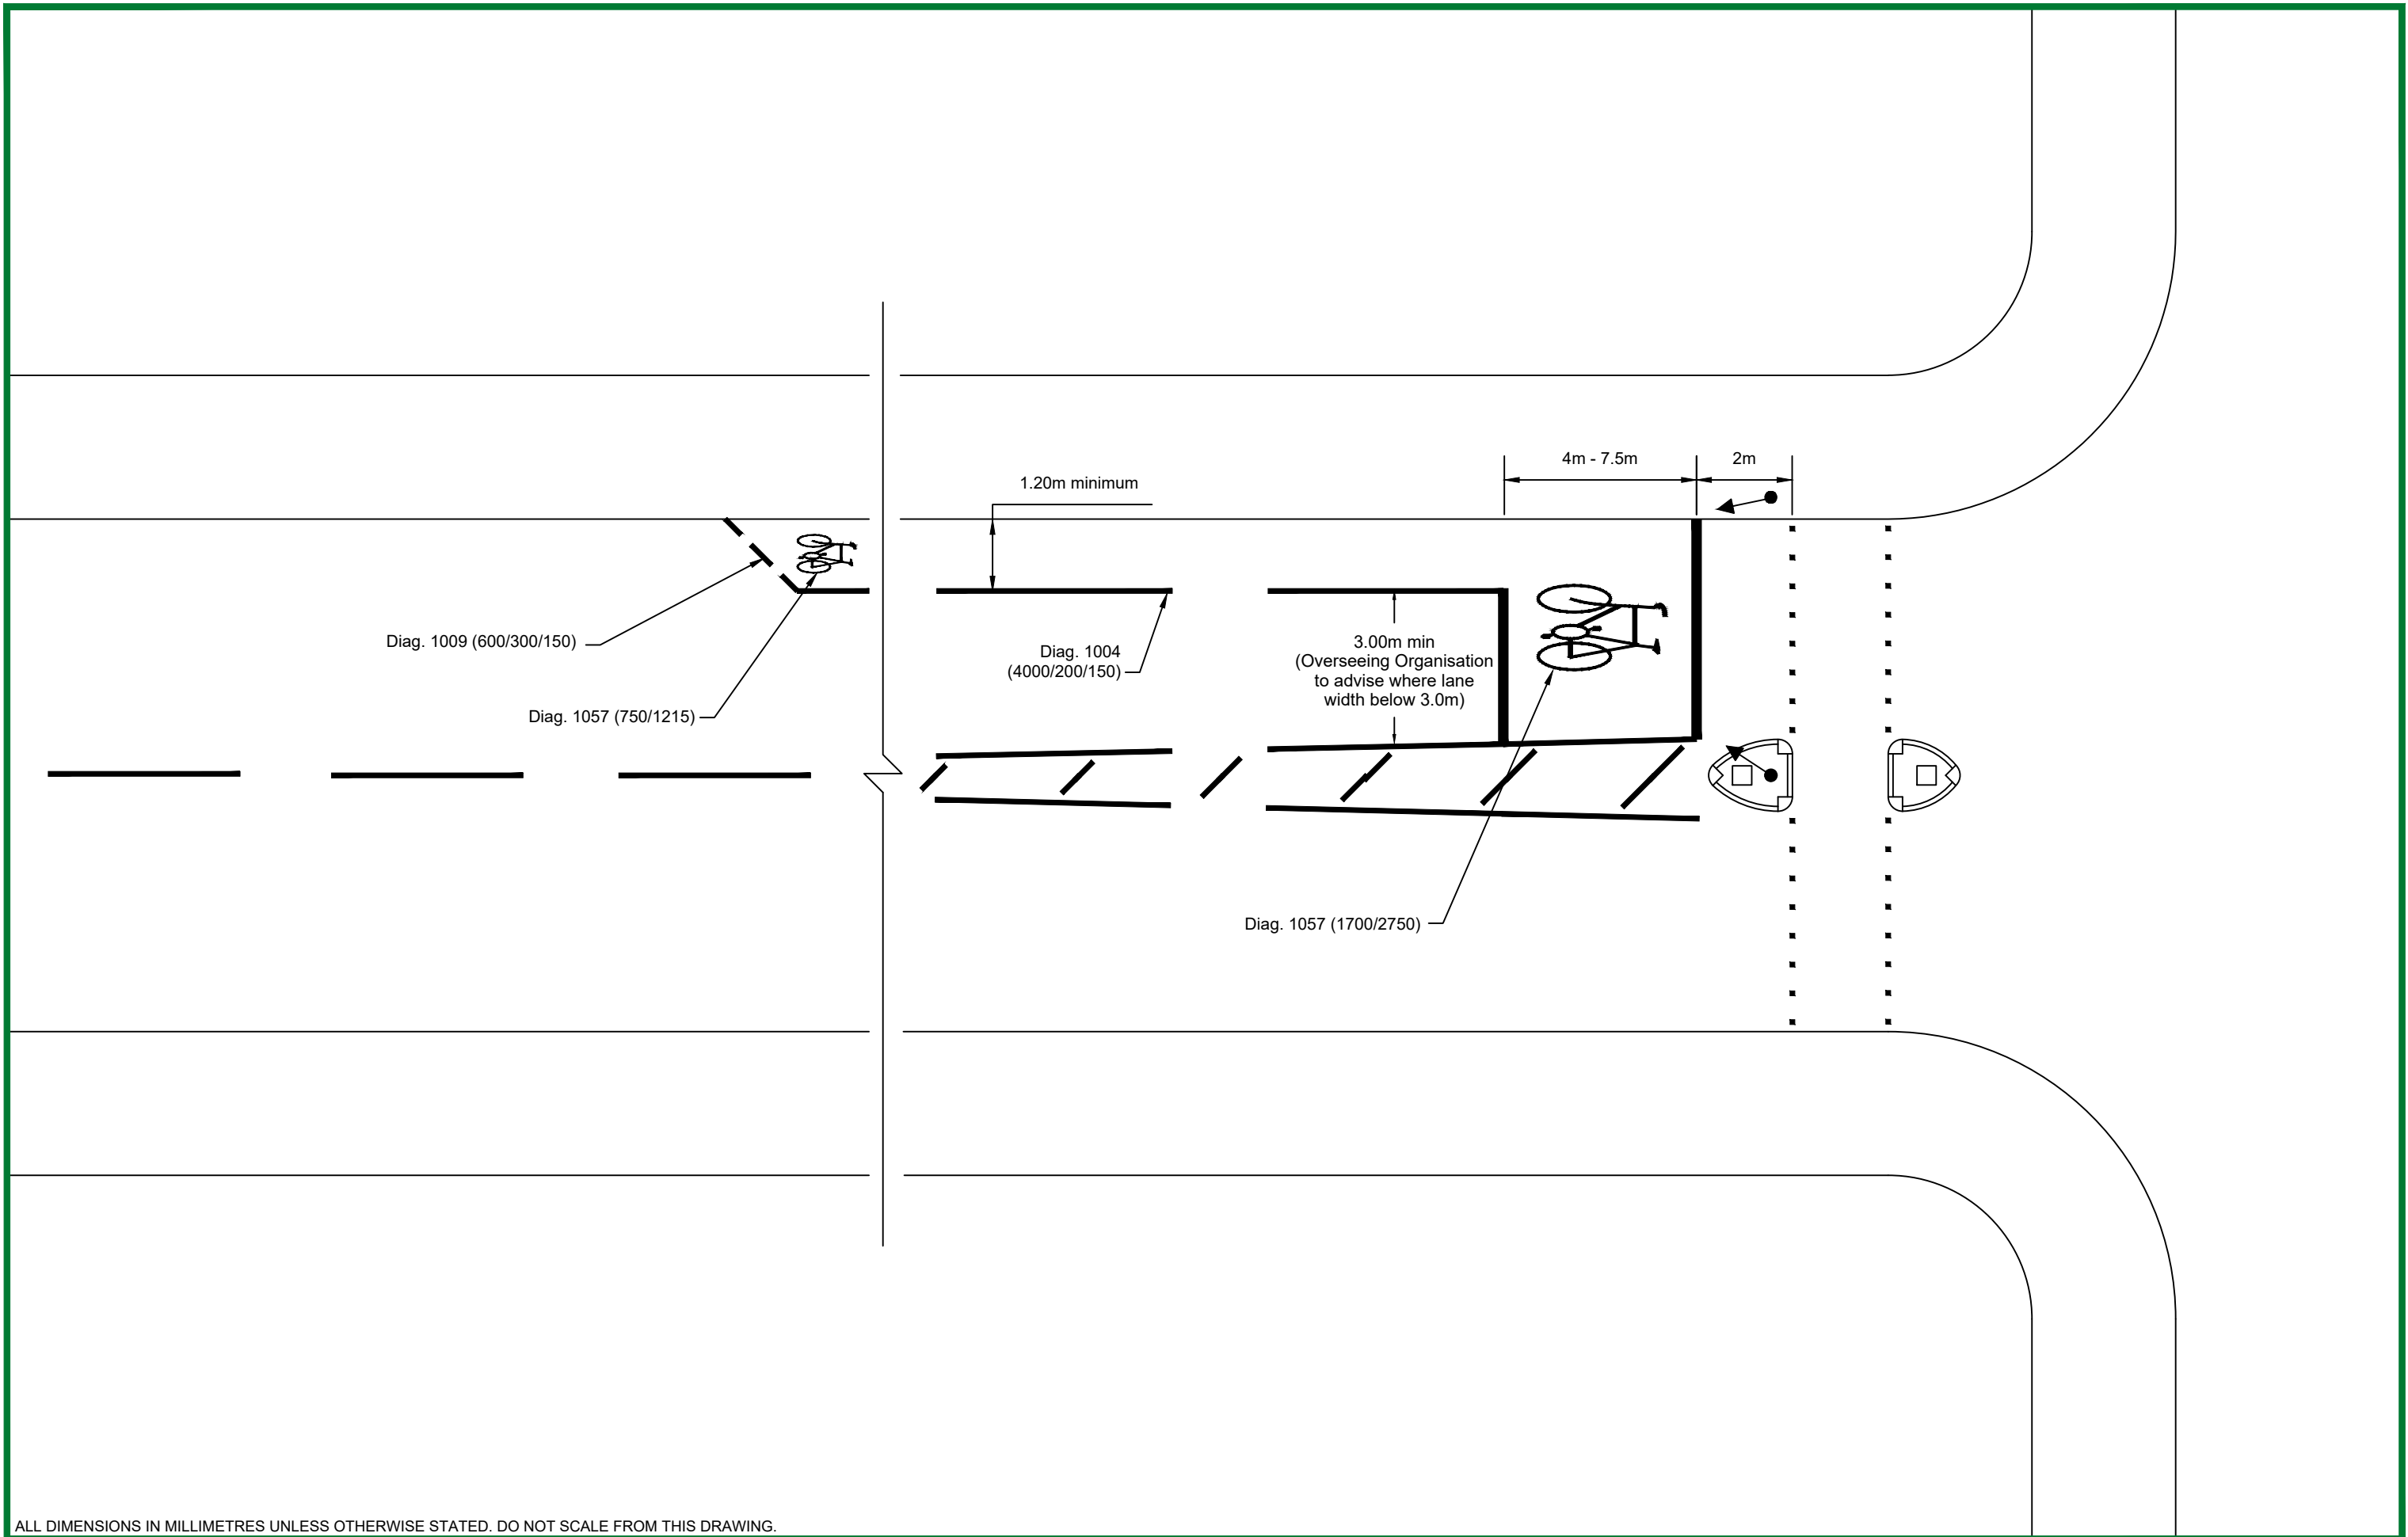 4m - 7.5m
2m
1.20m minimum
Diag. 1009 (600/300/150)
Diag. 1004
(4000/200/150)
3.00m min
(Overseeing Organisation
to advise where lane
width below 3.0m)
Diag. 1057 (750/1215)
Diag. 1057 (1700/2750)
ALL DIMENSIONS IN MILLIMETRES UNLESS OTHERWISE STATED. DO NOT SCALE FROM THIS DRAWING.